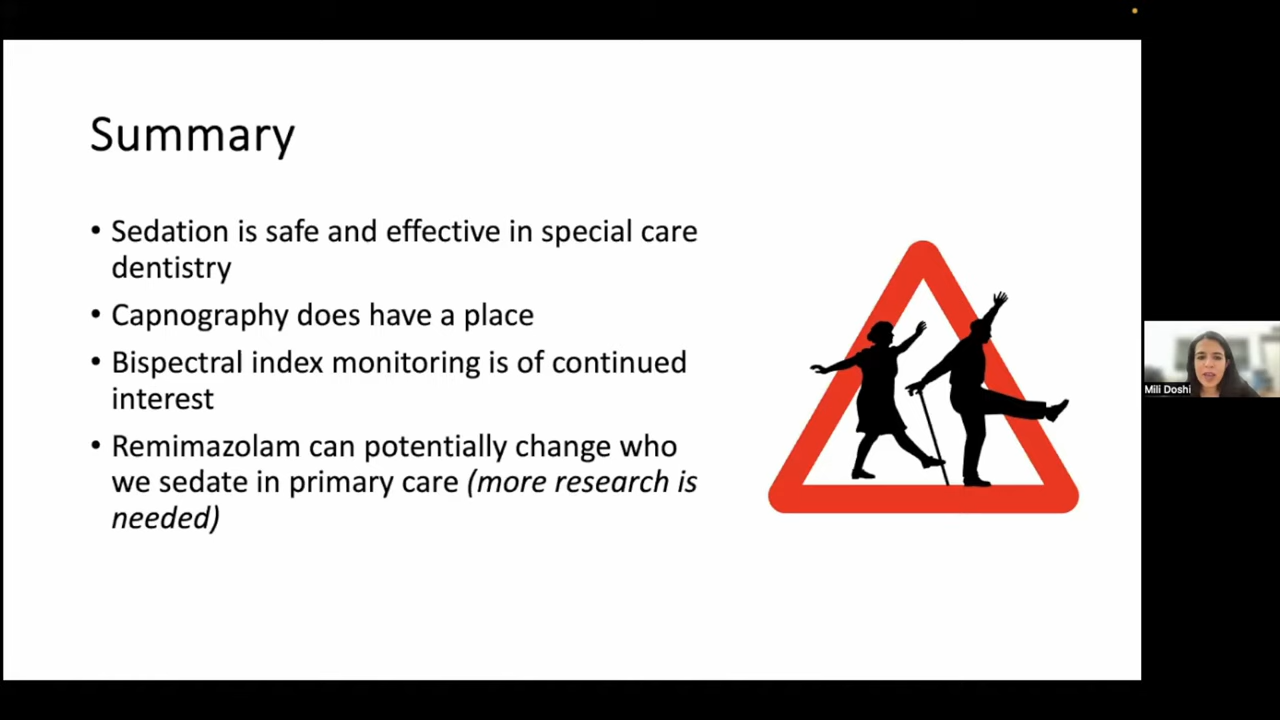 Summary
• Sedation is safe and effective in special care
dentistry
• Capnography does have a place
• Bispectral index monitoring is of continued
interest
• Remimazolam can potentially change who
we sedate in primary care (more research is
needed)
Mili Doshi